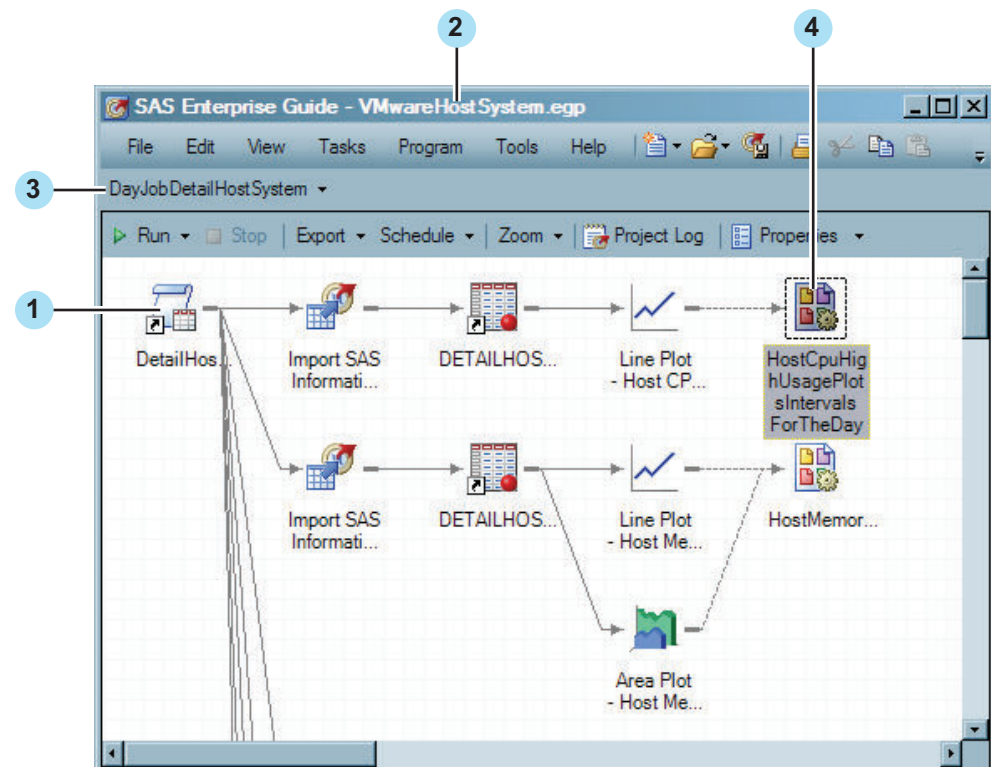 2
4
SAS Enterprise Guide - VMwareHostSystem.egp
File Edit View Tasks Program Tools Help
3
DayJobDetailHostSystem
Run Stop Export Schedule Zoom Project Log Properties
1
DetailHos...
Import SAS
Informati...
DETAILHOS...
Line Plot
- Host CP...
HostCpuHig
hUsagePlot
sIntervals
ForTheDay
Import SAS
Informati...
DETAILHOS...
Line Plot
- Host Me...
HostMemor...
Area Plot
- Host Me...